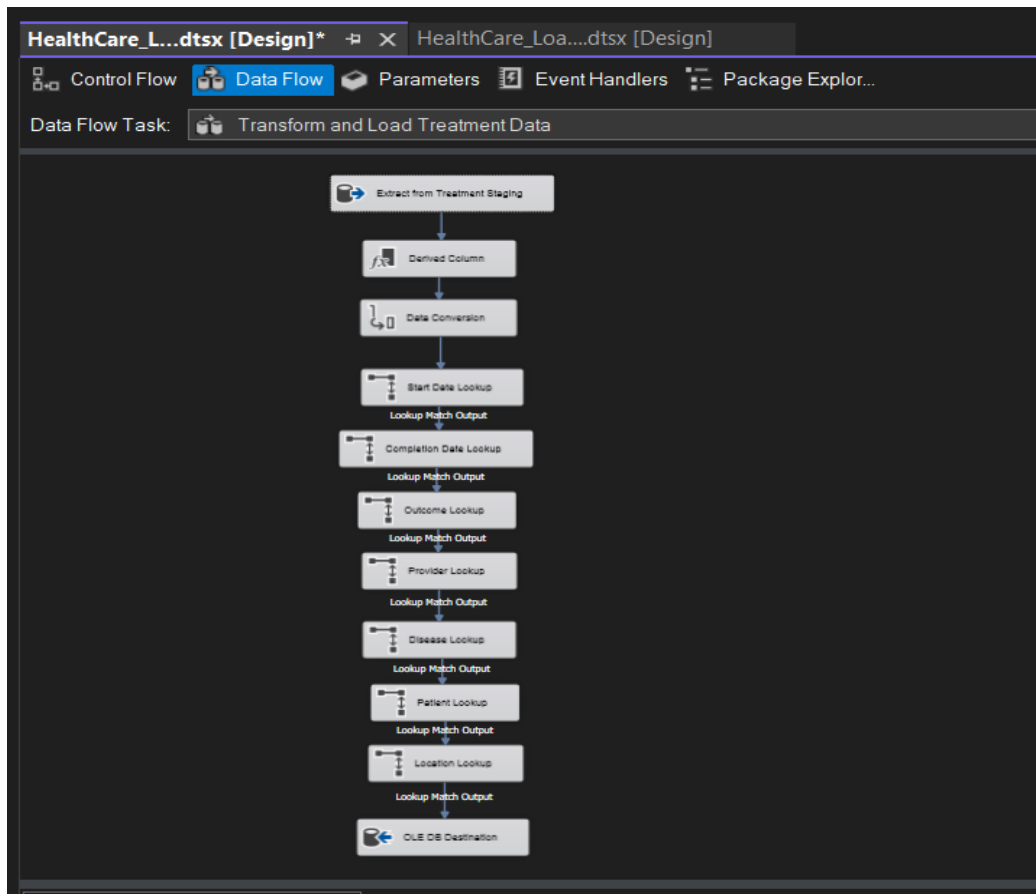 HealthCare_L...dtsx [Design]* HealthCare_Loa....dtsx [Design]
Control Flow Data Flow Parameters Event Handlers Package Explor...
Data Flow Task: Transform and Load Treatment Data
Extract from Treatment Staging
Derived Column
Data Conversion
Start Date Lookup
Lookup Match Output
Completion Date Lookup
Lookup Match Output
Outcome Lookup
Lookup Match Output
Provider Lookup
Lookup Match Output
Disease Lookup
Lookup Match Output
Patient Lookup
Lookup Match Output
Location Lookup
Lookup Match Output
OLE DB Destination